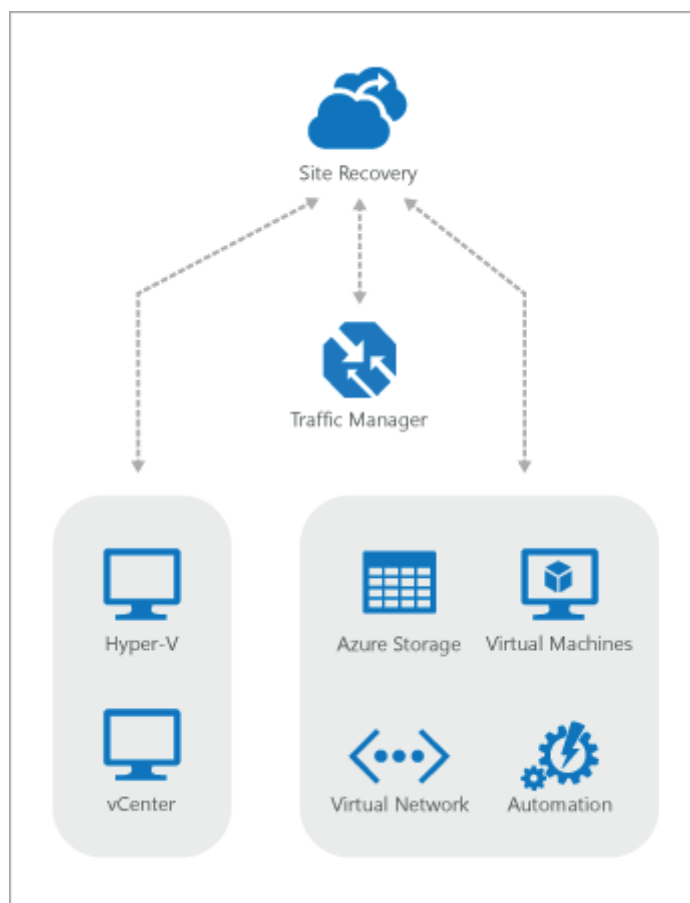 Site Recovery
Traffic Manager
Hyper-V
Azure Storage
Virtual Machines
vCenter
Virtual Network
Automation